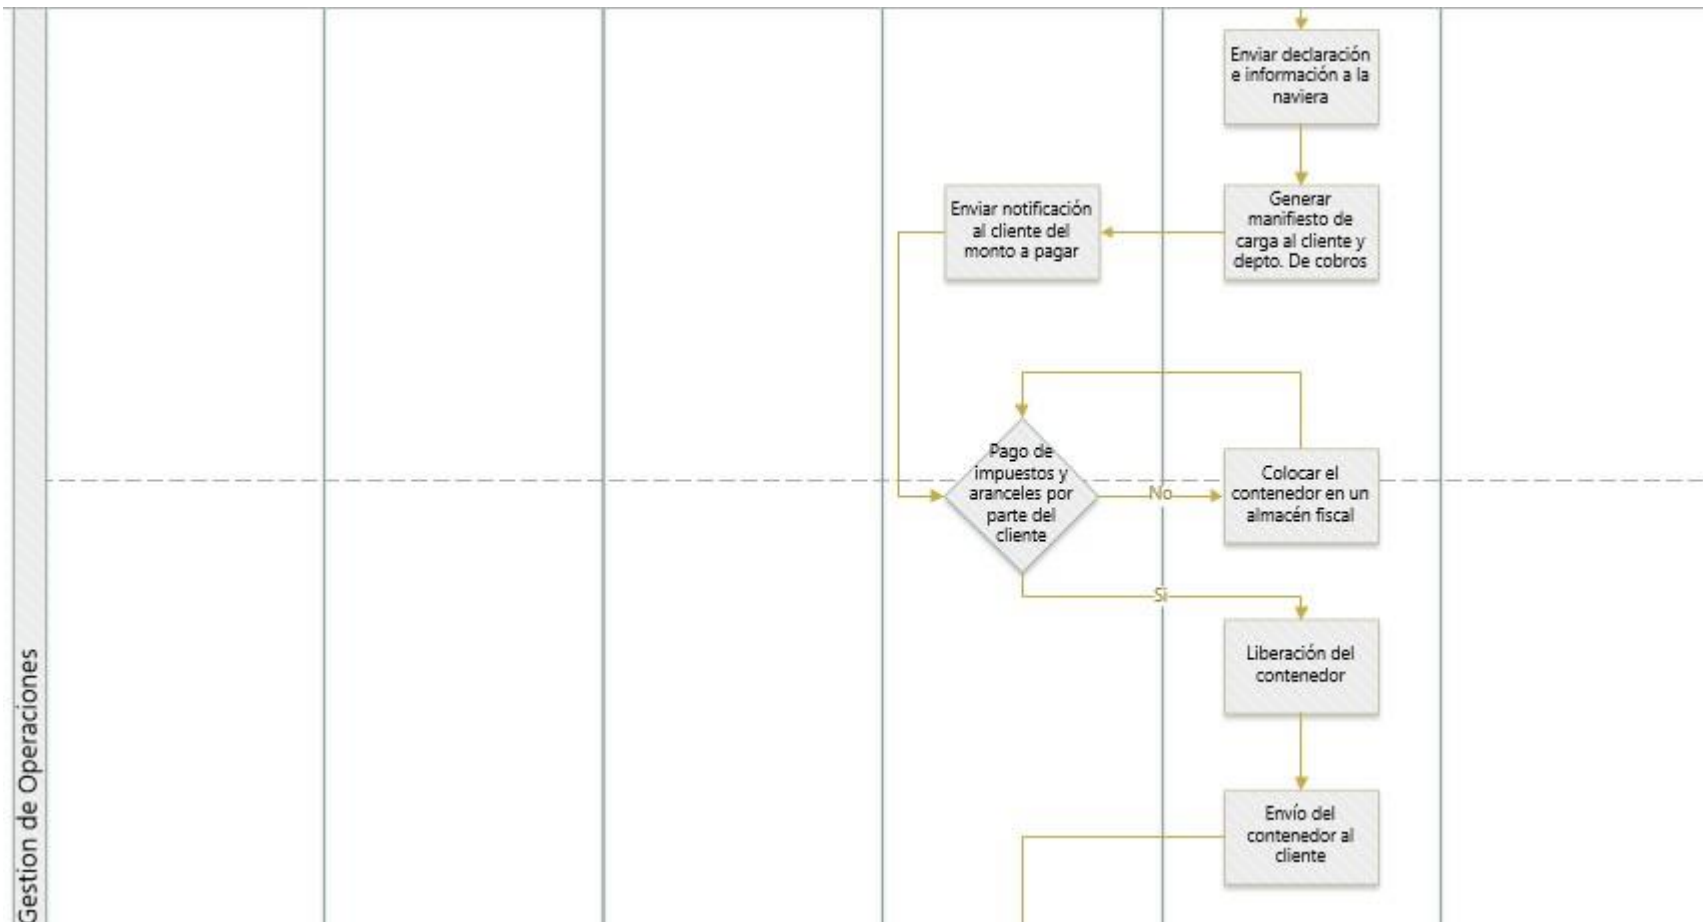 Enviar declaración
e información a la
naviera
Enviar notificación
al cliente del
monto a pagar
Generar
manifiesto de
carga al cliente y
depto. De cobros
Pago de
impuestos y
aranceles por
parte del
cliente
No
Colocar el
contenedor en un
almacén fiscal
Si
Liberación del
contenedor
Envío del
contenedor al
cliente
Gestion de Operaciones